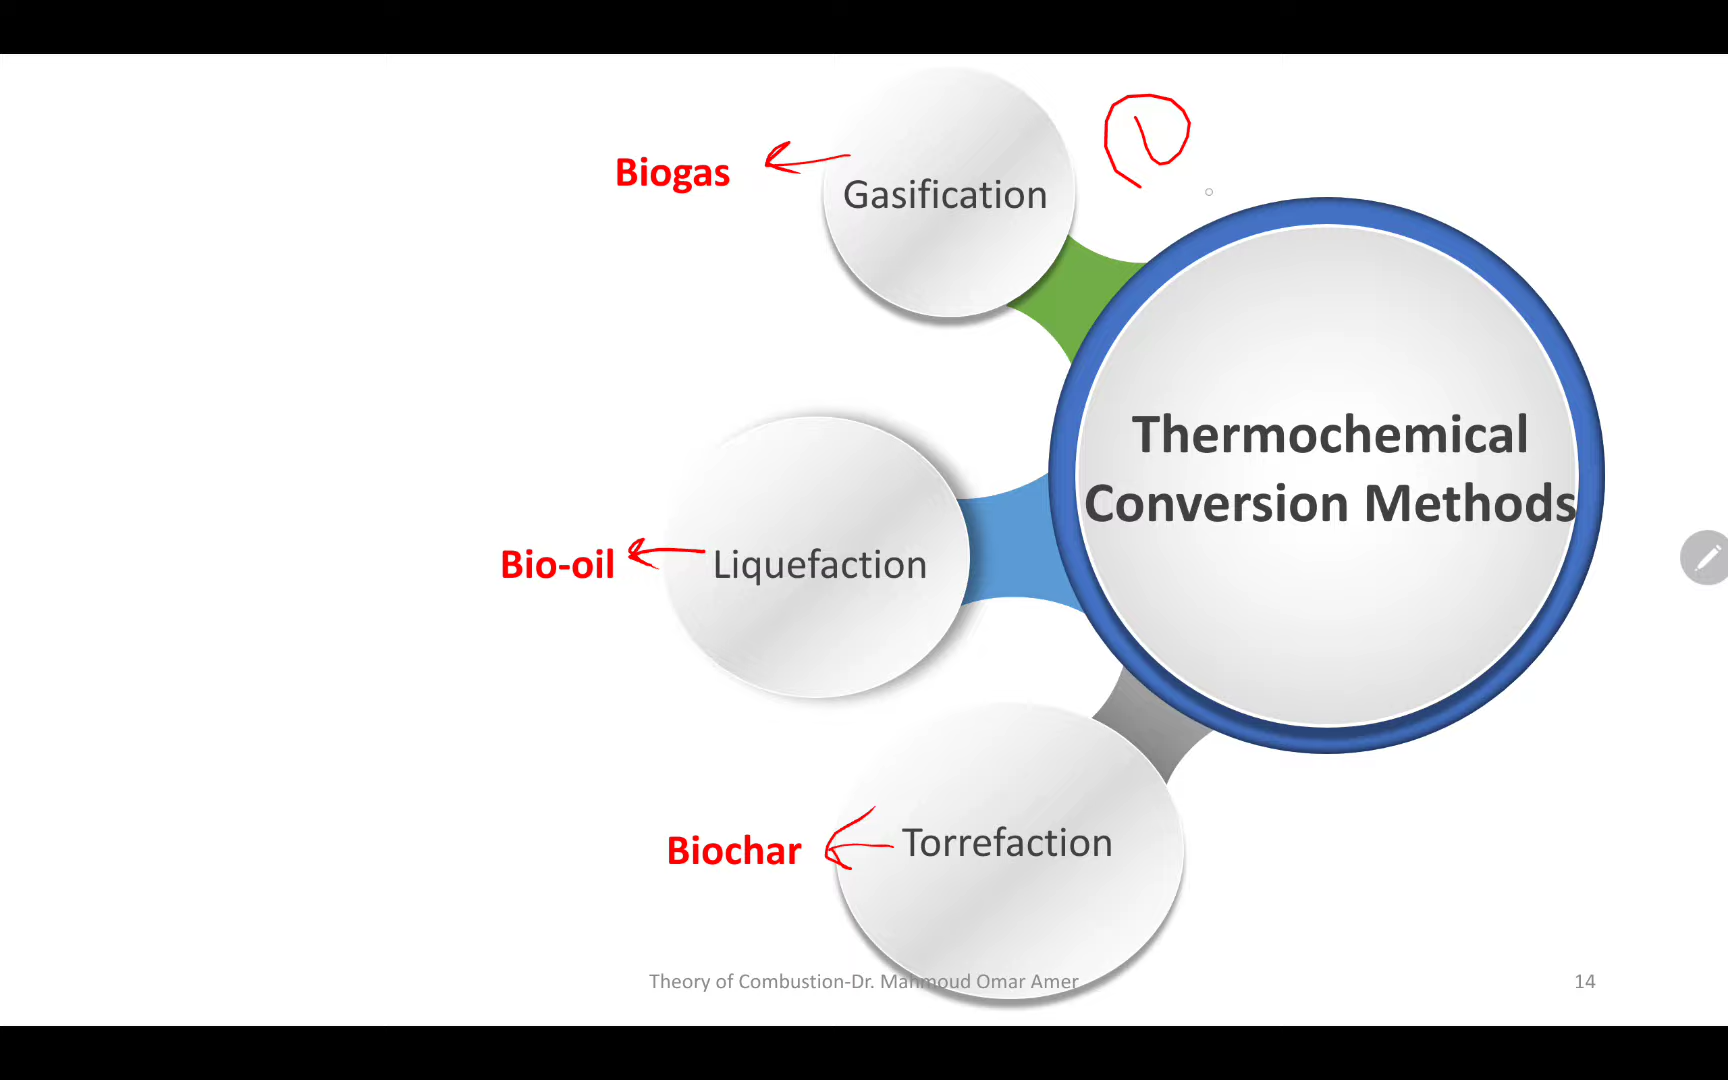 Biogas
Gasification
Thermochemical
Conversion Methods
Bio-oil
Liquefaction
Biochar
Torrefaction
Theory of Combustion-Dr. Mahmoud Omar Amer
14